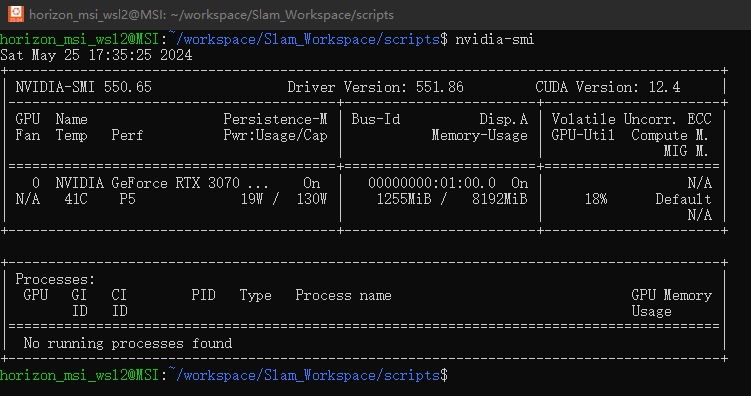 horizon_msi_wsl2@MSI: ~/workspace/Slam_Workspace/scripts
horizon_msi_wsl2@MSI:~/workspace/Slam_Workspace/scripts$ nvidia-smi
Sat May 25 17:35:25 2024
NVIDIA-SMI 550.65 Driver Version: 551.86 CUDA Version: 12.4
GPU Name Persistence-M | Bus-Id Disp.A | Volatile Uncorr. ECC
Fan Temp Perf Pwr:Usage/Cap | Memory-Usage | GPU-Util Compute M.
MIG M.
0 NVIDIA GeForce RTX 3070 ... On | 00000000:01:00.0 On | N/A
N/A 41C P5 19W / 130W | 1255MiB / 8192MiB | 18% Default
N/A
Processes:
GPU GI CI PID Type Process name GPU Memory
ID ID Usage
No running processes found
horizon_msi_wsl2@MSI:~/workspace/Slam_Workspace/scripts$